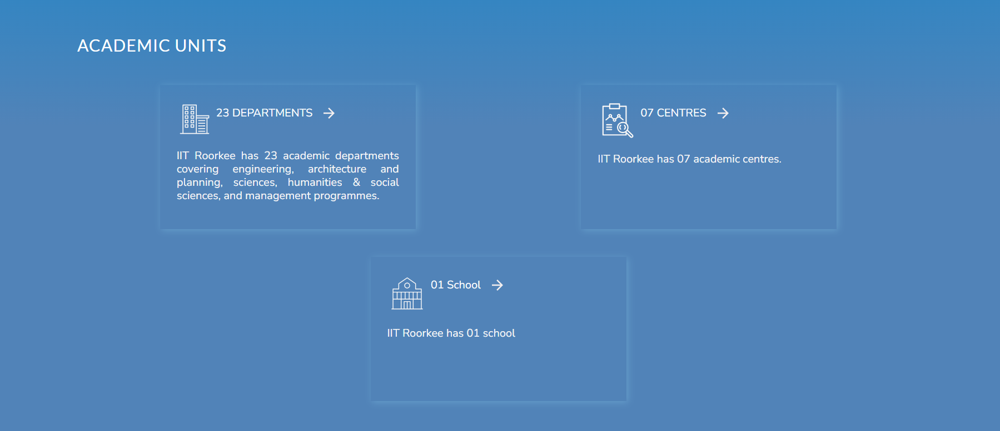 ACADEMIC UNITS
23 DEPARTMENTS
IIT Roorkee has 23 academic departments
covering engineering, architecture and
planning, sciences, humanities & social
sciences, and management programmes.
07 CENTRES
IIT Roorkee has 07 academic centres.
01 School
IIT Roorkee has 01 school